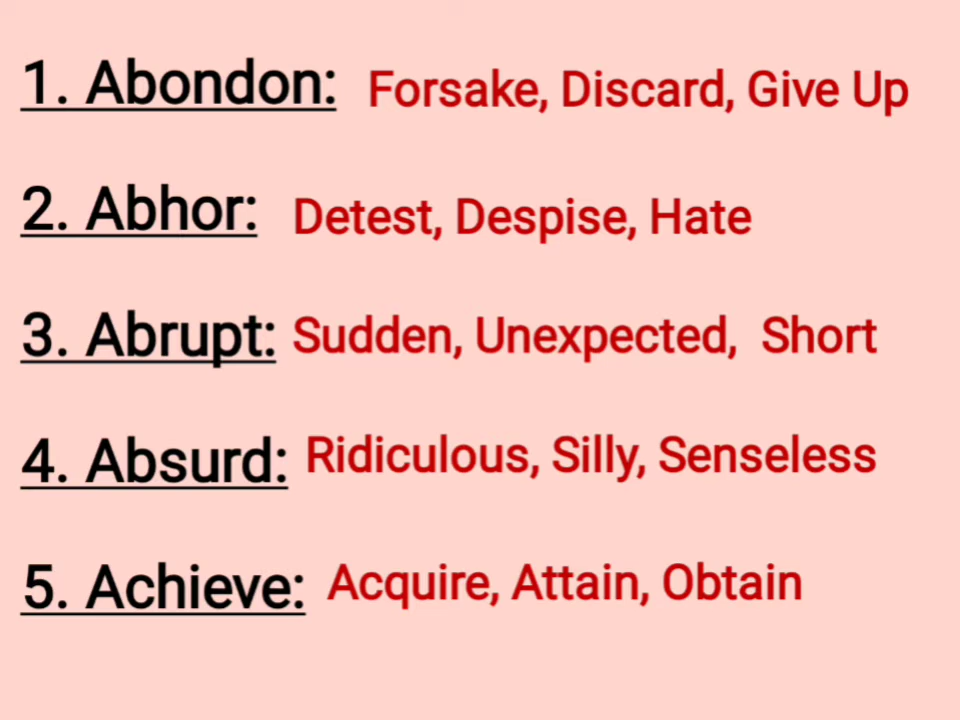 1. Abondon: Forsake, Discard, Give Up
2. Abhor: Detest, Despise, Hate
3. Abrupt: Sudden, Unexpected, Short
4. Absurd: Ridiculous, Silly, Senseless
5. Achieve: Acquire, Attain, Obtain